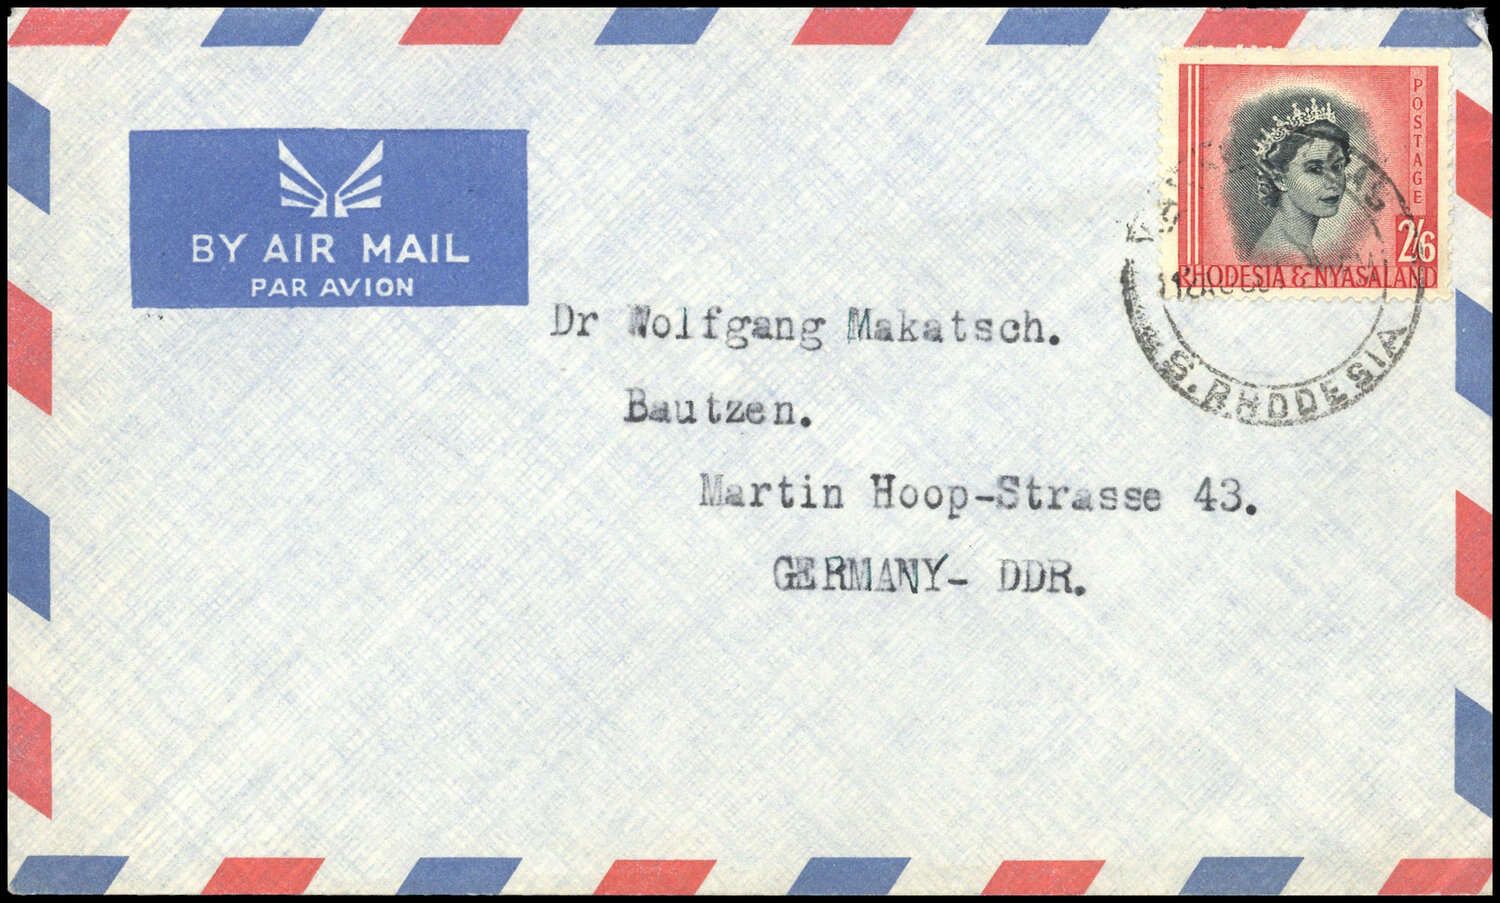 POSTAGE
2/6
RHODESIA & NYASALAND
S. RHODESIA
BY AIR MAIL
PAR AVION
Dr Wolfgang Makatsch.
Bautzen.
Martin Hoop-Strasse 43.
GERMANY- DDR.